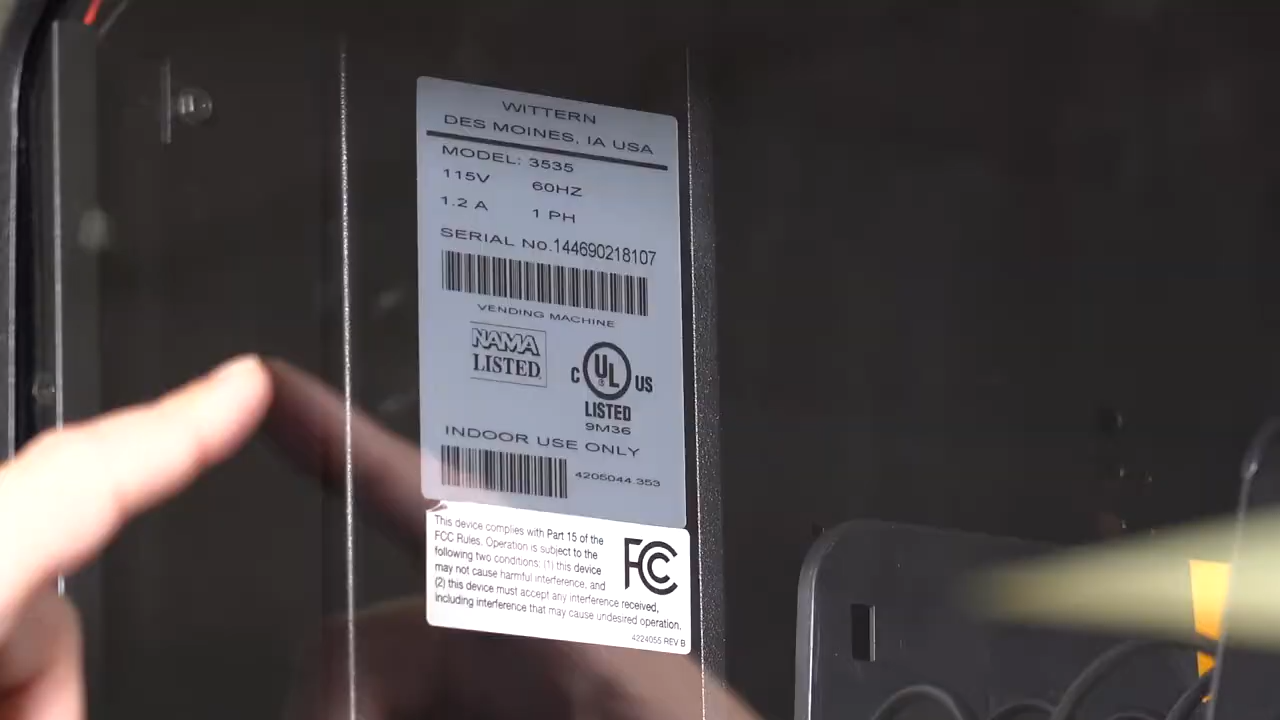 WITTERN
DES MOINES, IA USA
MODEL: 3535
115V 60HZ
1.2 A 1 PH
SERIAL No.144690218107
VENDING MACHINE
NAMA
LISTED
C UL US
®
LISTED
9M36
INDOOR USE ONLY
4205044.353
This device complies with Part 15 of the
FCC Rules. Operation is subject to the
following two conditions: (1) this device
may not cause harmful interference, and
(2) this device must accept any interference received,
including interference that may cause undesired operation.
FC
4224055 REV B